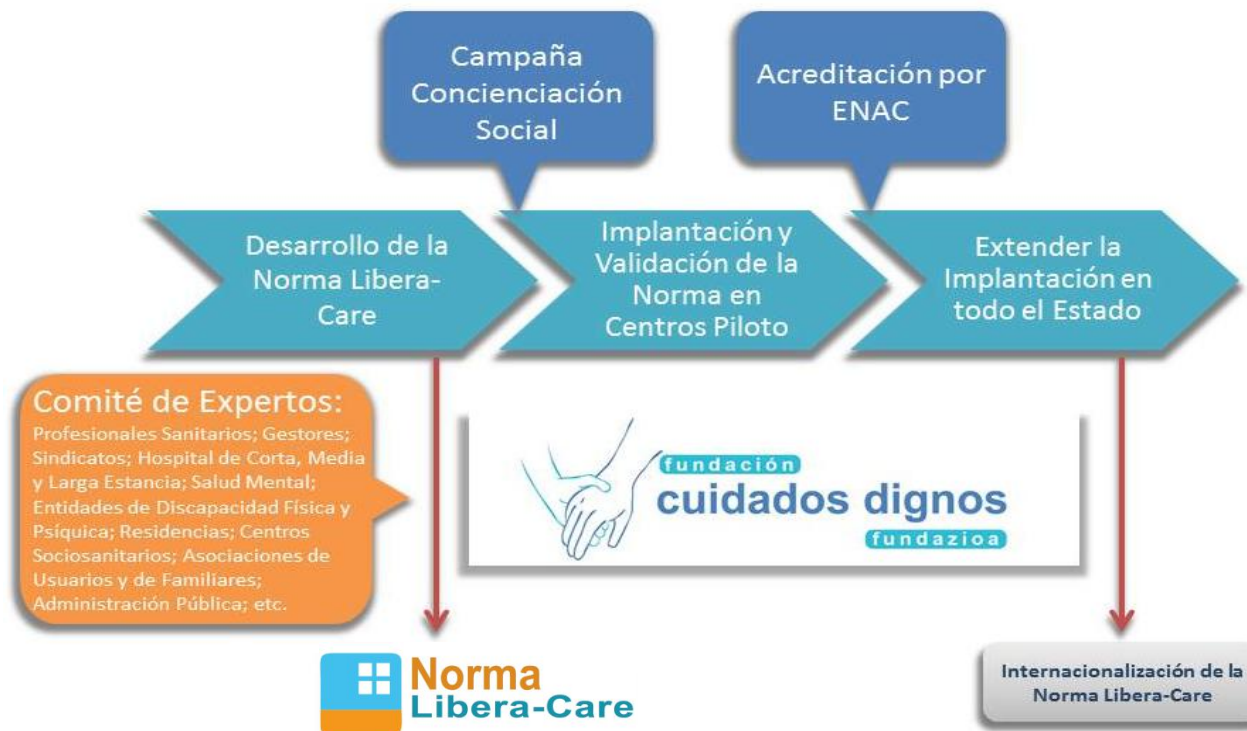 Campaña
Concienciación
Social
Acreditación por
ENAC
Desarrollo de la
Norma Libera-
Care
Implantación y
Validación de la
Norma en
Centros Piloto
Extender la
Implantación en
todo el Estado
Comité de Expertos:
Profesionales Sanitarios; Gestores;
Sindicatos; Hospital de Corta, Media
y Larga Estancia; Salud Mental;
Entidades de Discapacidad Física y
Psíquica; Residencias; Centros
Sociosanitarios; Asociaciones de
Usuarios y de Familiares;
Administración Pública; etc.
fundación
cuidados dignos
fundazioa
Norma
Libera-Care
Internacionalización de la
Norma Libera-Care